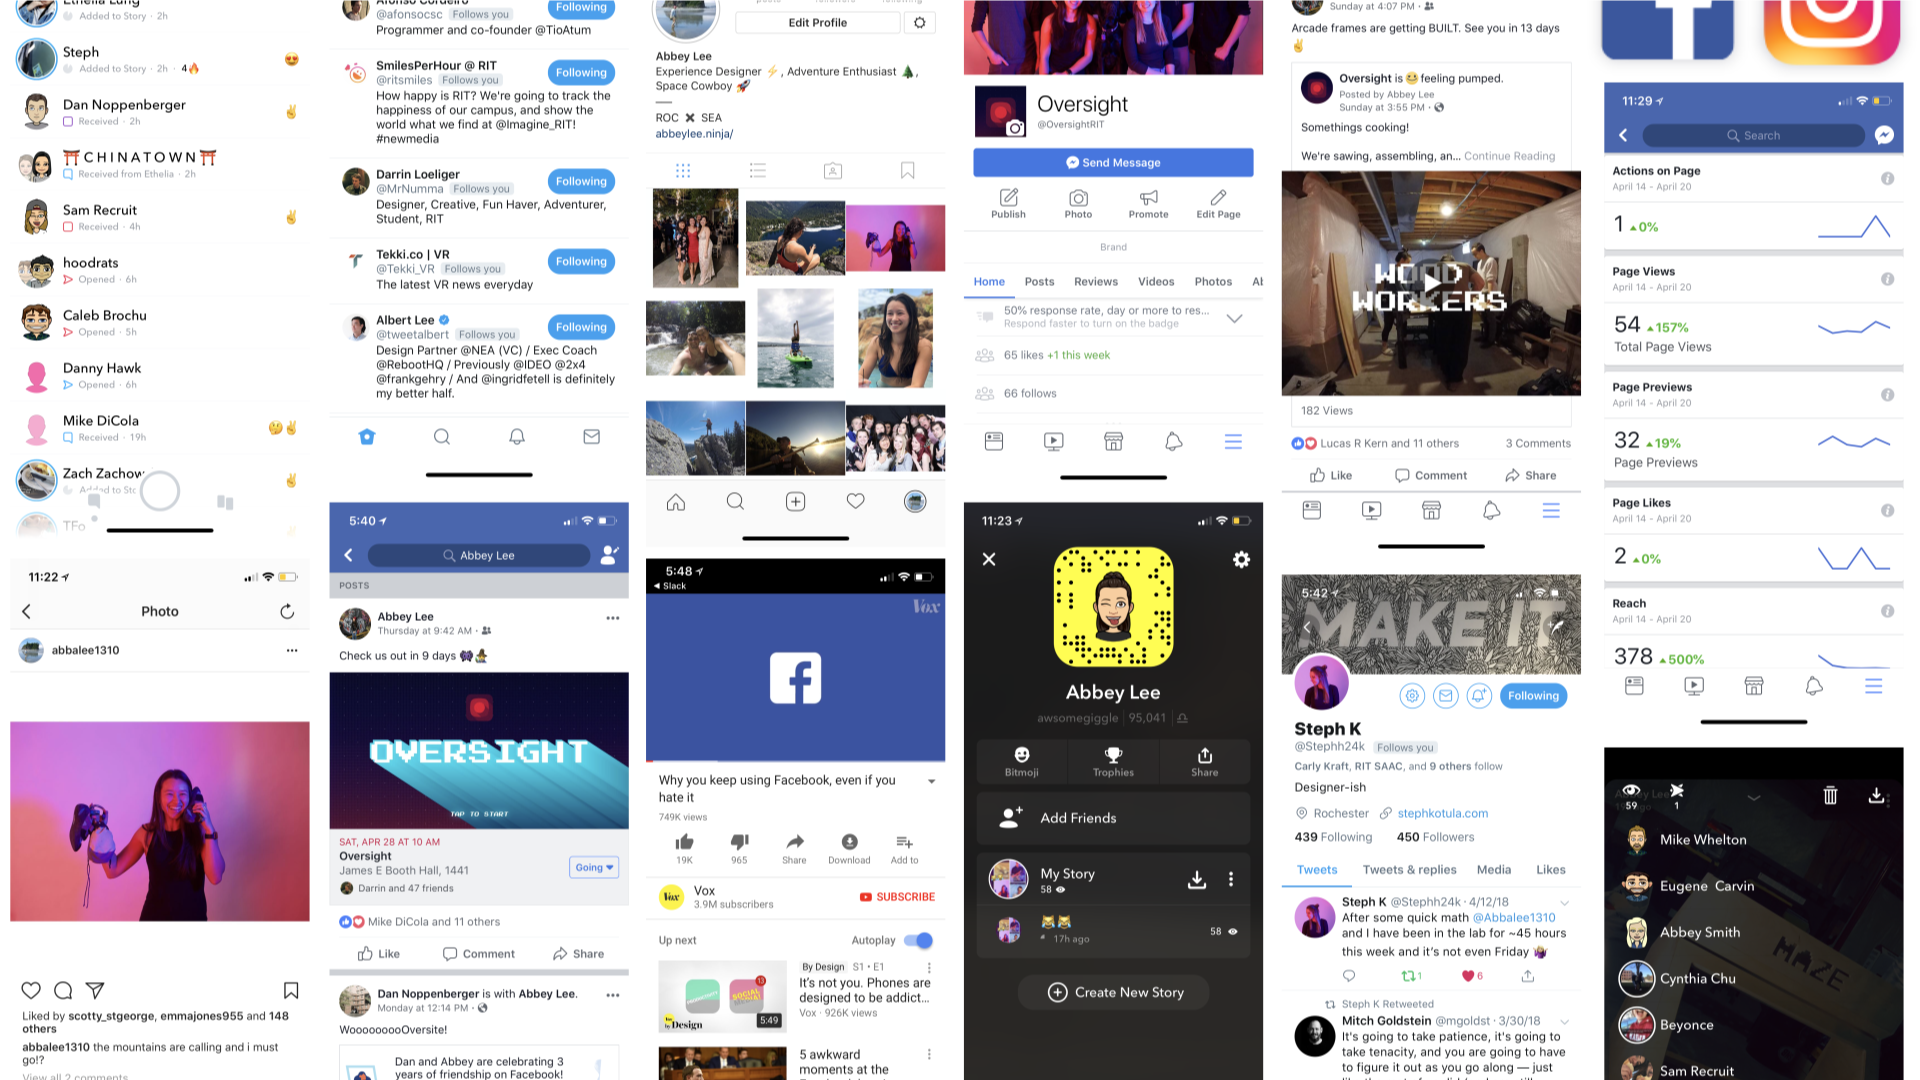 Ethelia Lung
Added to Story · 2h
Steph
Added to Story · 2h · 4🔥
Dan Noppenberger
Received · 2h
⛩️CHINATOWN⛩️
Received from Ethelia · 2h
Sam Recruit
Received · 4h
hoodrats
Opened · 6h
Caleb Brochu
Opened · 5h
Danny Hawk
Opened · 6h
Mike DiCola
Received · 19h
Zach Zachow
Added to Sto
TFo
11:22
Photo
abbalee1310
Liked by scotty_stgeorge, emmajones955 and 148
others
abbalee1310 the mountains are calling and i must
go!?
View all 2 comments
Afonso Cordeiro
@afonsocsc Follows you
Following
Programmer and co-founder @TioAtum
SmilesPerHour @ RIT
@ritsmiles Follows you
Following
How happy is RIT? We're going to track the
happiness of our campus, and show the
world what we find at @Imagine_RIT!
#newmedia
Darrin Loeliger
@MrNumma Follows you
Following
Designer, Creative, Fun Haver, Adventurer,
Student, RIT
Tekki.co | VR
@Tekki_VR Follows you
Following
The latest VR news everyday
Albert Lee
@tweetalbert Follows you
Following
Design Partner @NEA (VC) / Exec Coach
@RebootHQ / Previously @IDEO @2x4
@frankgehry / And @ingridfetell is definitely
my better half.
5:40
Abbey Lee
POSTS
Abbey Lee
Thursday at 9:42 AM
Check us out in 9 days
OVERSIGHT
TAP TO START
SAT, APR 28 AT 10 AM
Oversight
James E Booth Hall, 1441
Going
Darrin and 47 friends
Mike DiCola and 11 others
Like
Comment
Share
Dan Noppenberger is with Abbey Lee.
Monday at 12:14 PM
WooooooooOversite!
Dan and Abbey are celebrating 3
years of friendship on Facebook!
posts followers following
Edit Profile
Abbey Lee
Experience Designer ⚡, Adventure Enthusiast 🌲,
Space Cowboy 🚀
—
ROC ✖ SEA
abbeylee.ninja/
5:48
Slack
Vox
Why you keep using Facebook, even if you
hate it
749K views
19K
965
Share
Download
Add to
Vox
3.9M subscribers
SUBSCRIBE
Up next
Autoplay
SOCIAL
by Design
5:49
By Design S1 • E1
It's not you. Phones are
designed to be addict...
Vox · 926K views
5 awkward
moments at the
Oversight
@OversightRIT
Send Message
Publish
Photo
Promote
Edit Page
Brand
Home
Posts
Reviews
Videos
Photos
Al
50% response rate, day or more to res...
Respond faster to turn on the badge
65 likes +1 this week
66 follows
11:23
Abbey Lee
awsomegiggle | 95,041
Bitmoji
Trophies
Share
Add Friends
My Story
58
17h ago
58
Create New Story
Sunday at 4:07 PM
Arcade frames are getting BUILT. See you in 13 days
Oversight is feeling pumped.
Posted by Abbey Lee
Sunday at 3:55 PM
Somethings cooking!
We're sawing, assembling, an... Continue Reading
WOOD
WORKERS
182 Views
Lucas R Kern and 11 others
3 Comments
Like
Comment
Share
5:42
MAKE IT
Following
Steph K
@Stephh24k Follows you
Carly Kraft, RIT SAAC, and 9 others follow
Designer-ish
Rochester
stephkotula.com
439 Following
450 Followers
Tweets
Tweets & replies
Media
Likes
Steph K @Stephh24k · 4/12/18
After some quick math @Abbalee1310
and I have been in the lab for ~45 hours
this week and it's not even Friday
1
6
Steph K Retweeted
Mitch Goldstein @mgoldst · 3/30/18
It's going to take patience, it's going to
take tenacity, and you are going to have
to figure it out as you go along — just
11:29
Search
Actions on Page
April 14 - April 20
1 0%
Page Views
April 14 - April 20
54 157%
Total Page Views
Page Previews
April 14 - April 20
32 19%
Page Previews
Page Likes
April 14 - April 20
2 0%
Reach
April 14 - April 20
378 500%
59
1
Mike Whelton
Eugene Carvin
Abbey Smith
Cynthia Chu
MAZE
Beyonce
Sam Recruit